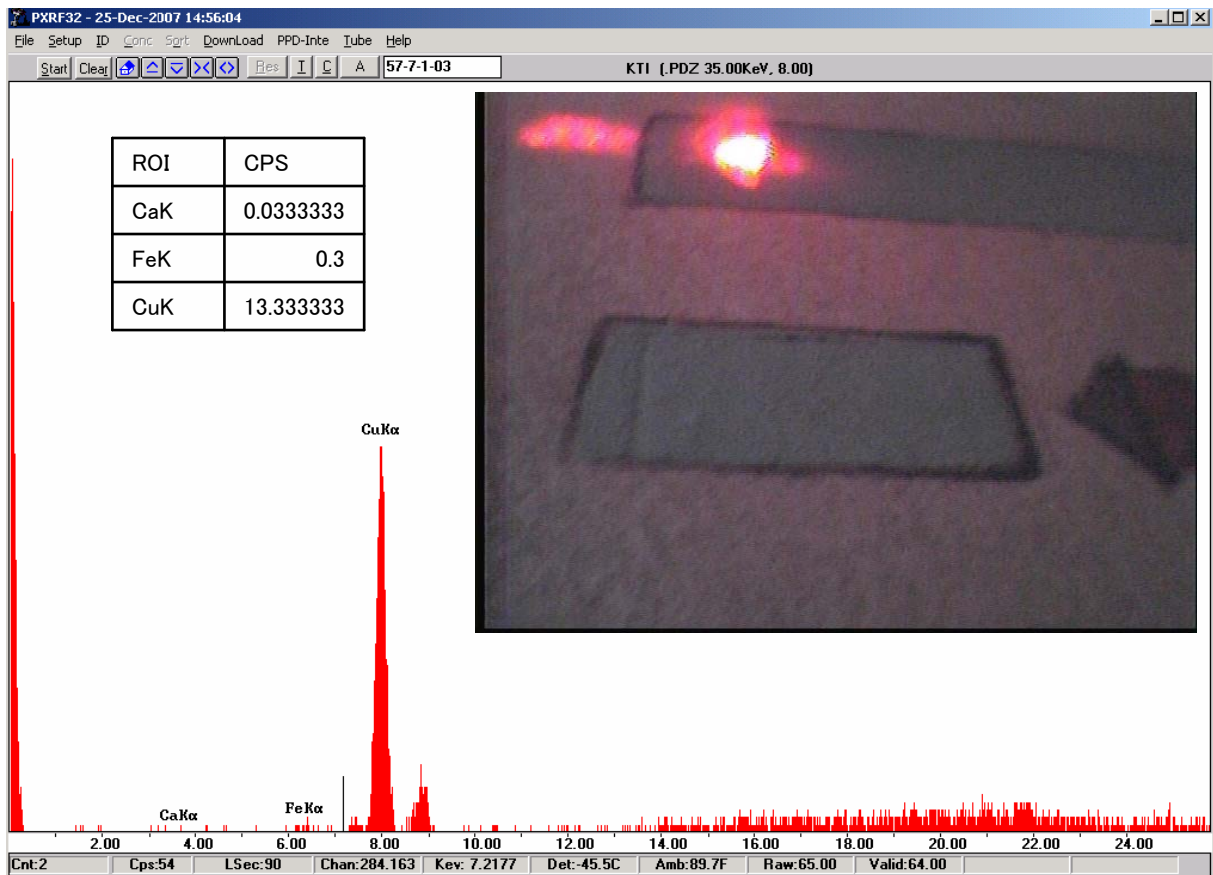 PXRF32 - 25-Dec-2007 14:56:04
File Setup ID Conc Sort DownLoad PPD-Inte Tube Help
Start Clear Res I C A 57-7-1-03 KTI (.PDZ 35.00KeV, 8.00)
ROI CPS
CaK 0.0333333
FeK 0.3
CuK 13.333333
CuKα
CaKα FeKα
2.00 4.00 6.00 8.00 10.00 12.00 14.00 16.00 18.00 20.00 22.00 24.00
Cnt:2 Cps:54 LSec:90 Chan:284.163 Kev: 7.2177 Det:-45.5C Amb:89.7F Raw:65.00 Valid:64.00